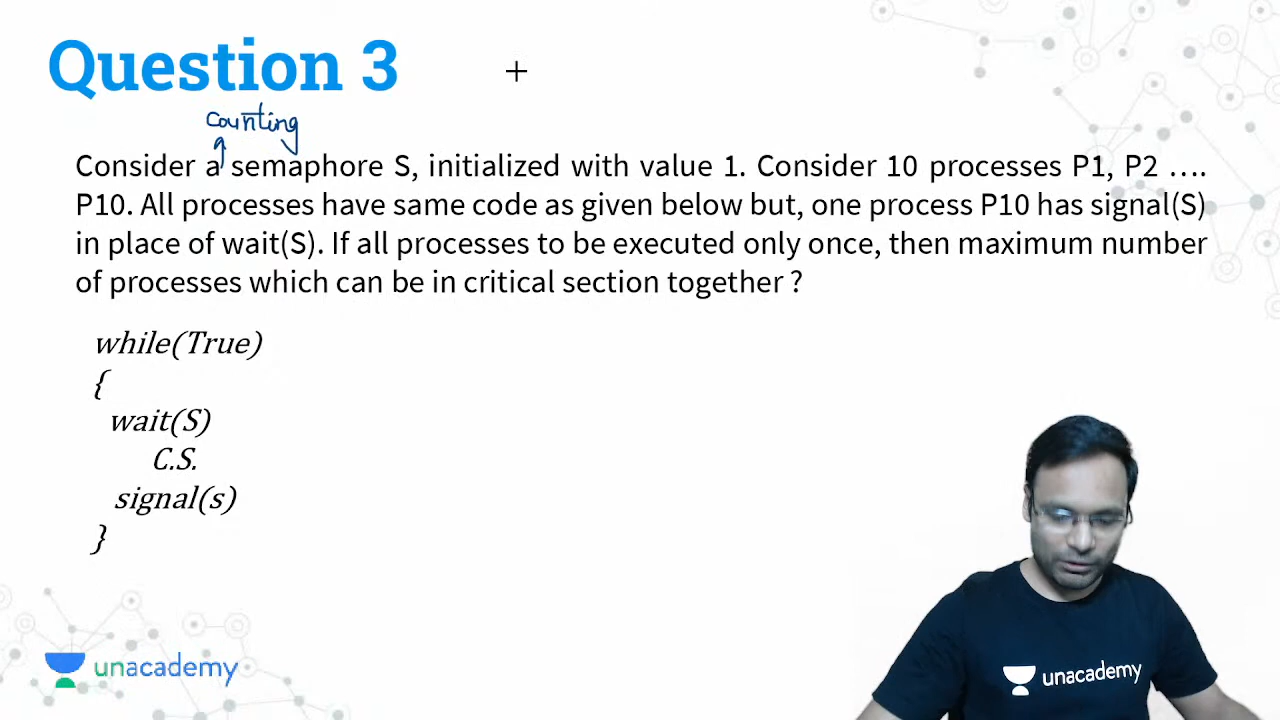 Question 3
+
counting
Consider a semaphore S, initialized with value 1. Consider 10 processes P1, P2 ….
P10. All processes have same code as given below but, one process P10 has signal(S)
in place of wait(S). If all processes to be executed only once, then maximum number
of processes which can be in critical section together ?
while(True)
{
wait(S)
C.S.
signal(s)
}
unacademy
unacademy